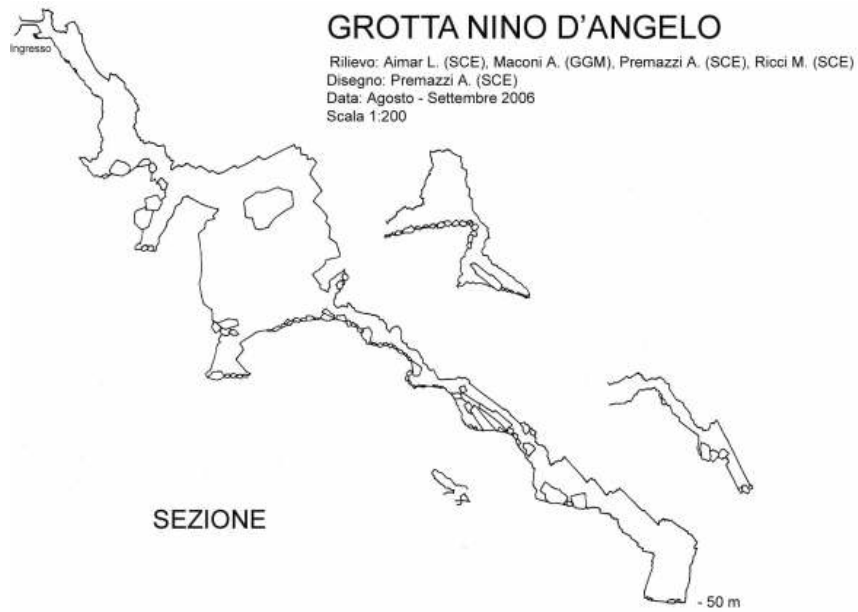 GROTTA NINO D'ANGELO
Rilievo: Aimar L. (SCE), Maconi A. (GGM), Premazzi A. (SCE), Ricci M. (SCE)
Disegno: Premazzi A. (SCE)
Data: Agosto - Settembre 2006
Scala 1:200
Ingresso
SEZIONE
- 50 m